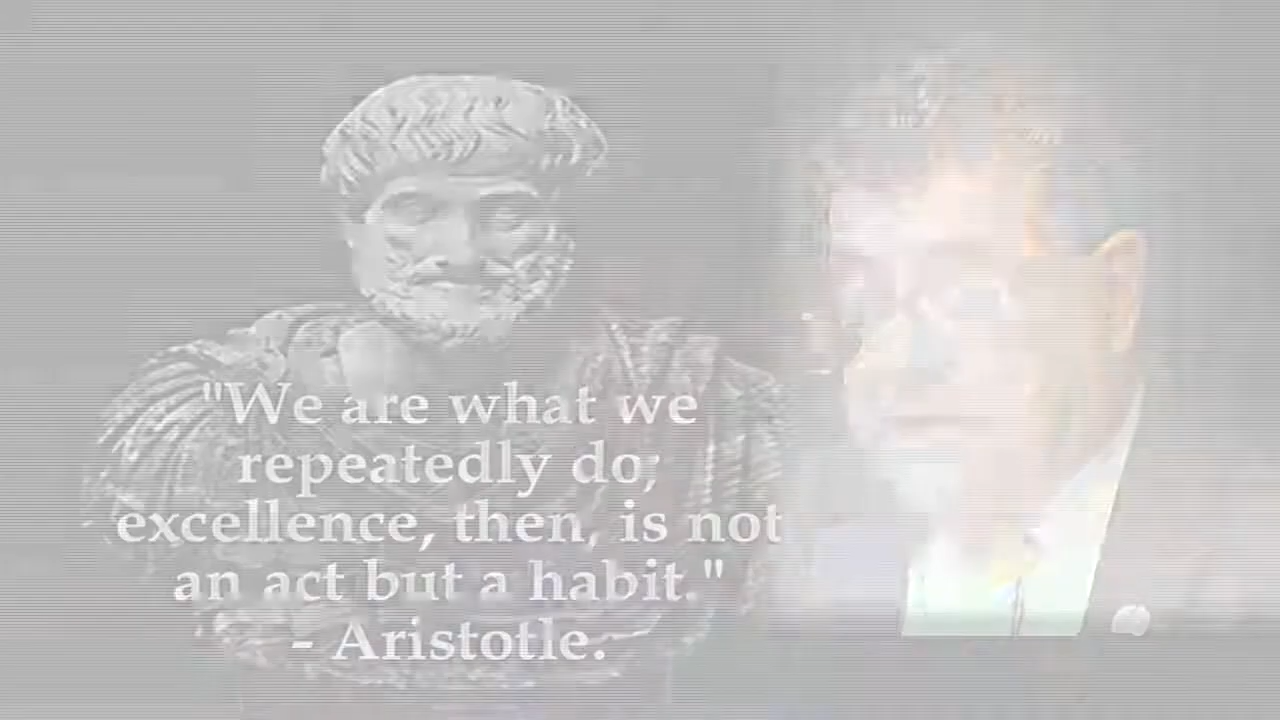 "We are what we
repeatedly do;
excellence, then, is not
an act but a habit."
- Aristotle.